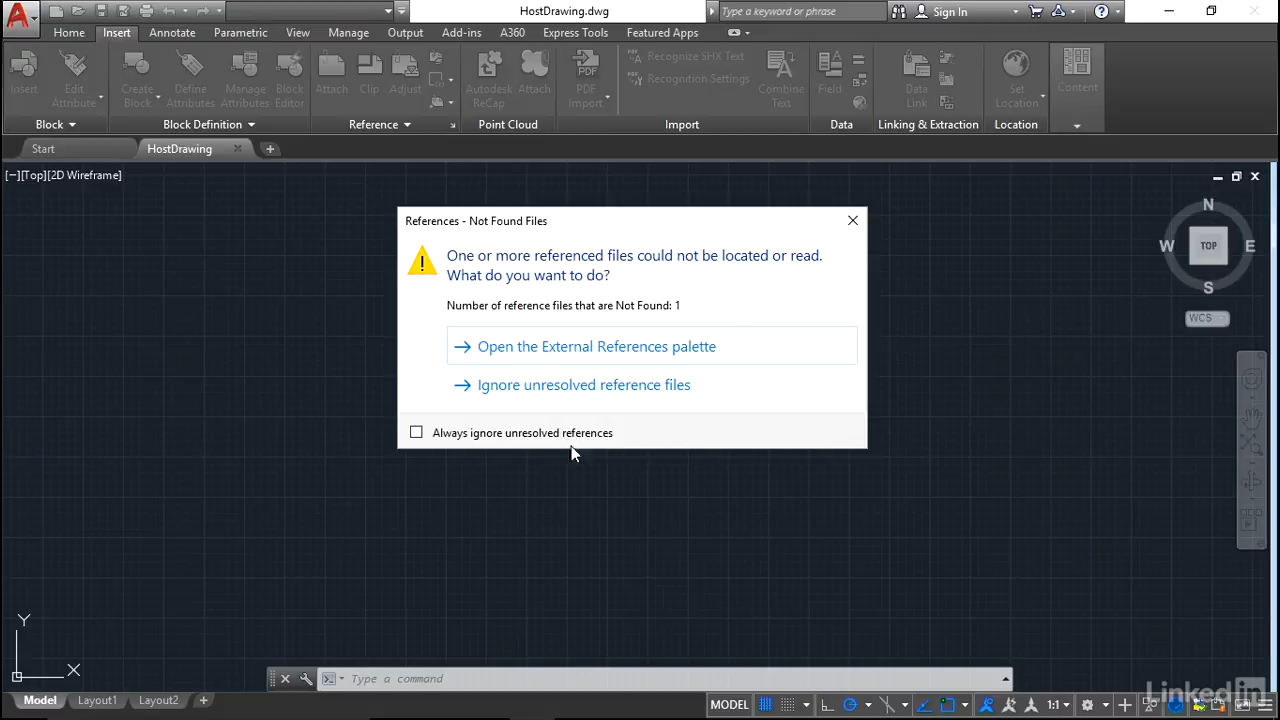 HostDrawing.dwg
Type a keyword or phrase
Sign In
Home Insert Annotate Parametric View Manage Output Add-ins A360 Express Tools Featured Apps
Insert
Edit
Attribute
Create
Block
Define
Attributes
Manage
Attributes
Block
Editor
Attach
Clip
Adjust
Autodesk
ReCap
Attach
PDF
PDF
Import
Recognize SHX Text
Recognition Settings
Combine
Text
Field
Data
Link
Set
Location
Content
Block
Block Definition
Reference
Point Cloud
Import
Data
Linking & Extraction
Location
Start
HostDrawing
[−][Top][2D Wireframe]
N
W
TOP
E
S
WCS
References - Not Found Files
One or more referenced files could not be located or read.
What do you want to do?
Number of reference files that are Not Found: 1
Open the External References palette
Ignore unresolved reference files
Always ignore unresolved references
Y
X
Type a command
Model Layout1 Layout2 +
MODEL
1:1
Linked in